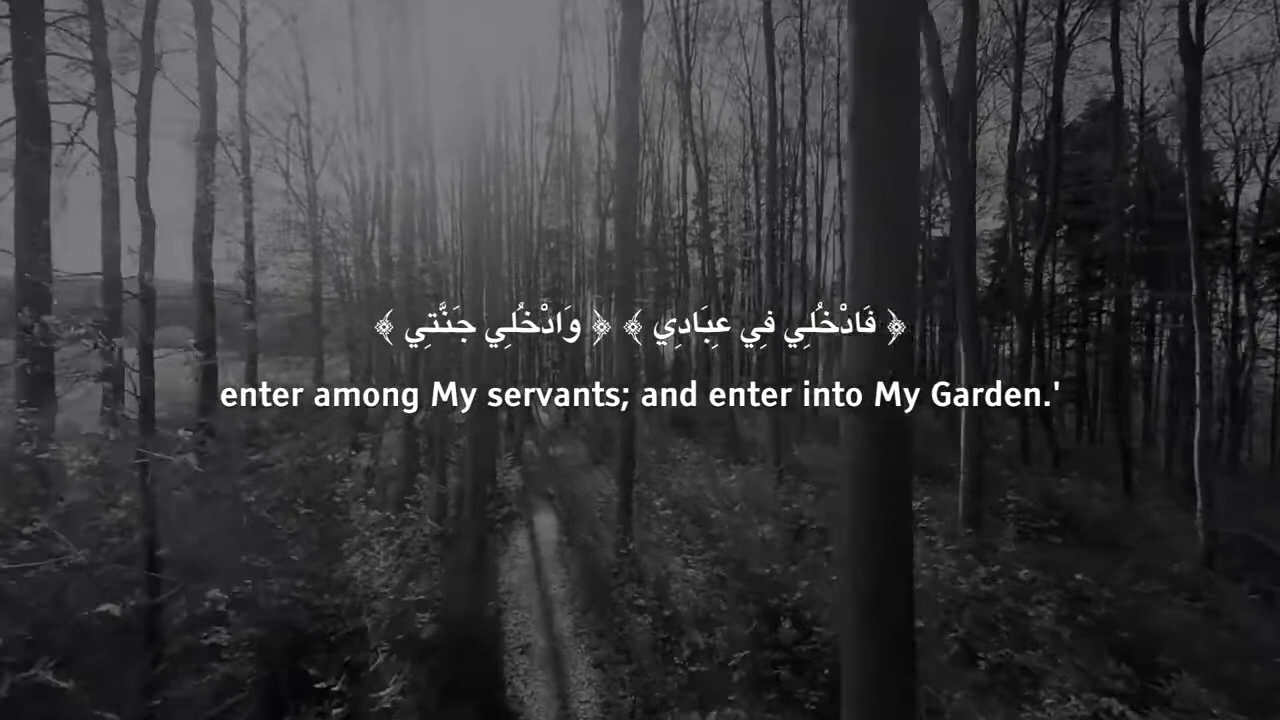 ﴿ فَادْخُلِي فِي عِبَادِي ﴾ ﴿ وَادْخُلِي جَنَّتِي ﴾
enter among My servants; and enter into My Garden.'